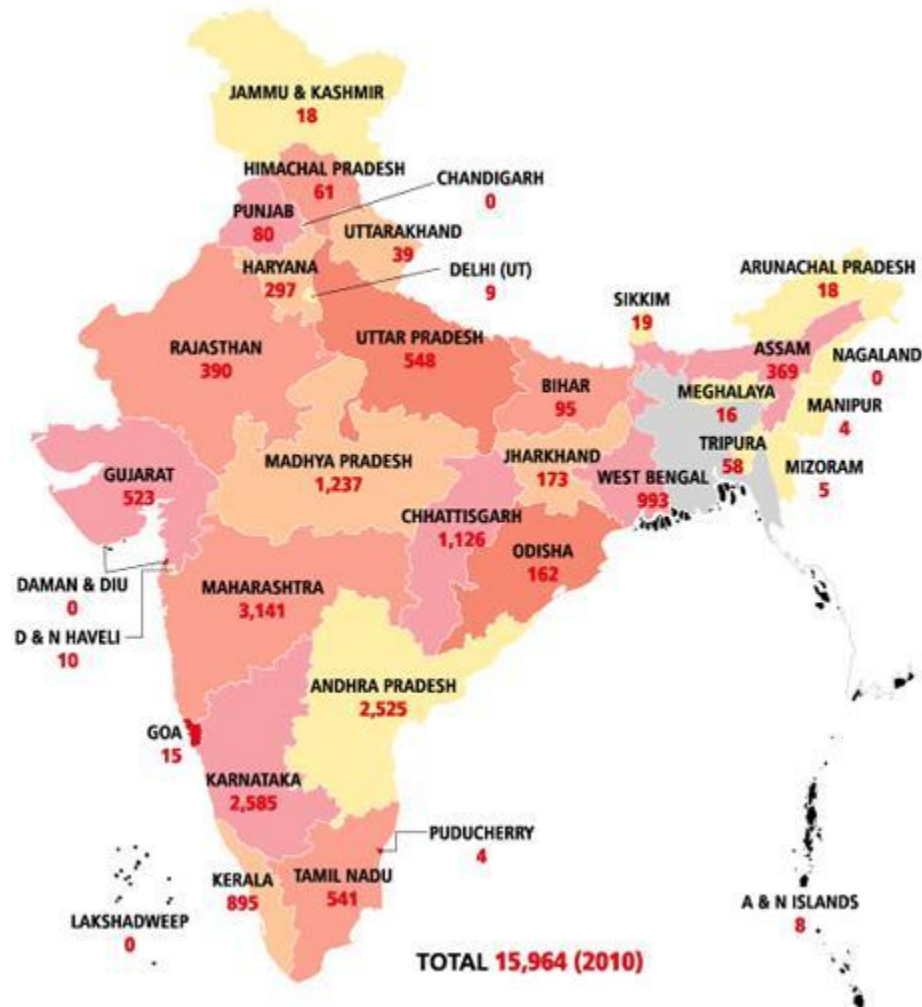 JAMMU & KASHMIR
18
HIMACHAL PRADESH
61
CHANDIGARH
0
PUNJAB
80
UTTARAKHAND
39
HARYANA
297
DELHI (UT)
9
ARUNACHAL PRADESH
18
SIKKIM
19
RAJASTHAN
390
UTTAR PRADESH
548
ASSAM
369
NAGALAND
0
BIHAR
95
MEGHALAYA
16
MANIPUR
4
GUJARAT
523
MADHYA PRADESH
1,237
JHARKHAND
173
WEST BENGAL
993
TRIPURA
58
MIZORAM
5
CHHATTISGARH
1,126
ODISHA
162
DAMAN & DIU
0
MAHARASHTRA
3,141
D & N HAVELI
10
ANDHRA PRADESH
2,525
GOA
15
KARNATAKA
2,585
PUDUCHERRY
4
KERALA
895
TAMIL NADU
541
A & N ISLANDS
8
LAKSHADWEEP
0
TOTAL 15,964 (2010)